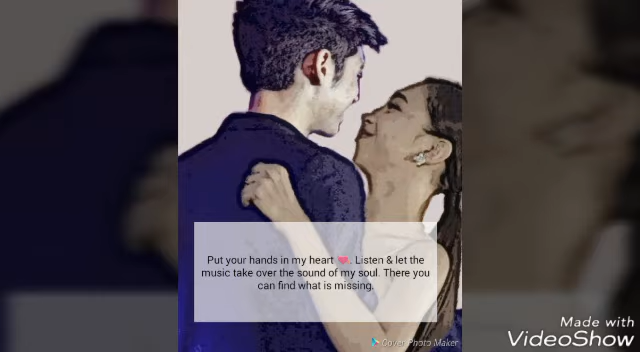 Put your hands in my heart 💗. Listen & let the
music take over the sound of my soul. There you
can find what is missing.
Cover Photo Maker
Made with
VideoShow